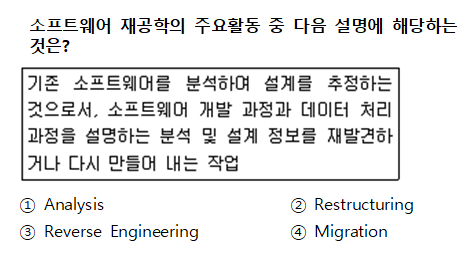 소프트웨어 재공학의 주요활동 중 다음 설명에 해당하는
것은?
기존 소프트웨어를 분석하여 설계를 추정하는
것으로서, 소프트웨어 개발 과정과 데이터 처리
과정을 설명하는 분석 및 설계 정보를 재발견하
거나 다시 만들어 내는 작업
① Analysis ② Restructuring
③ Reverse Engineering ④ Migration